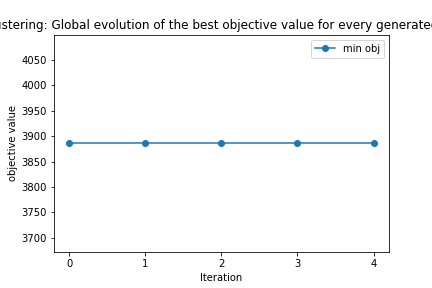 ustering: Global evolution of the best objective value for every generated
min obj
4050
4000
3950
3900
3850
3800
3750
3700
objective value
0 1 2 3 4
Iteration